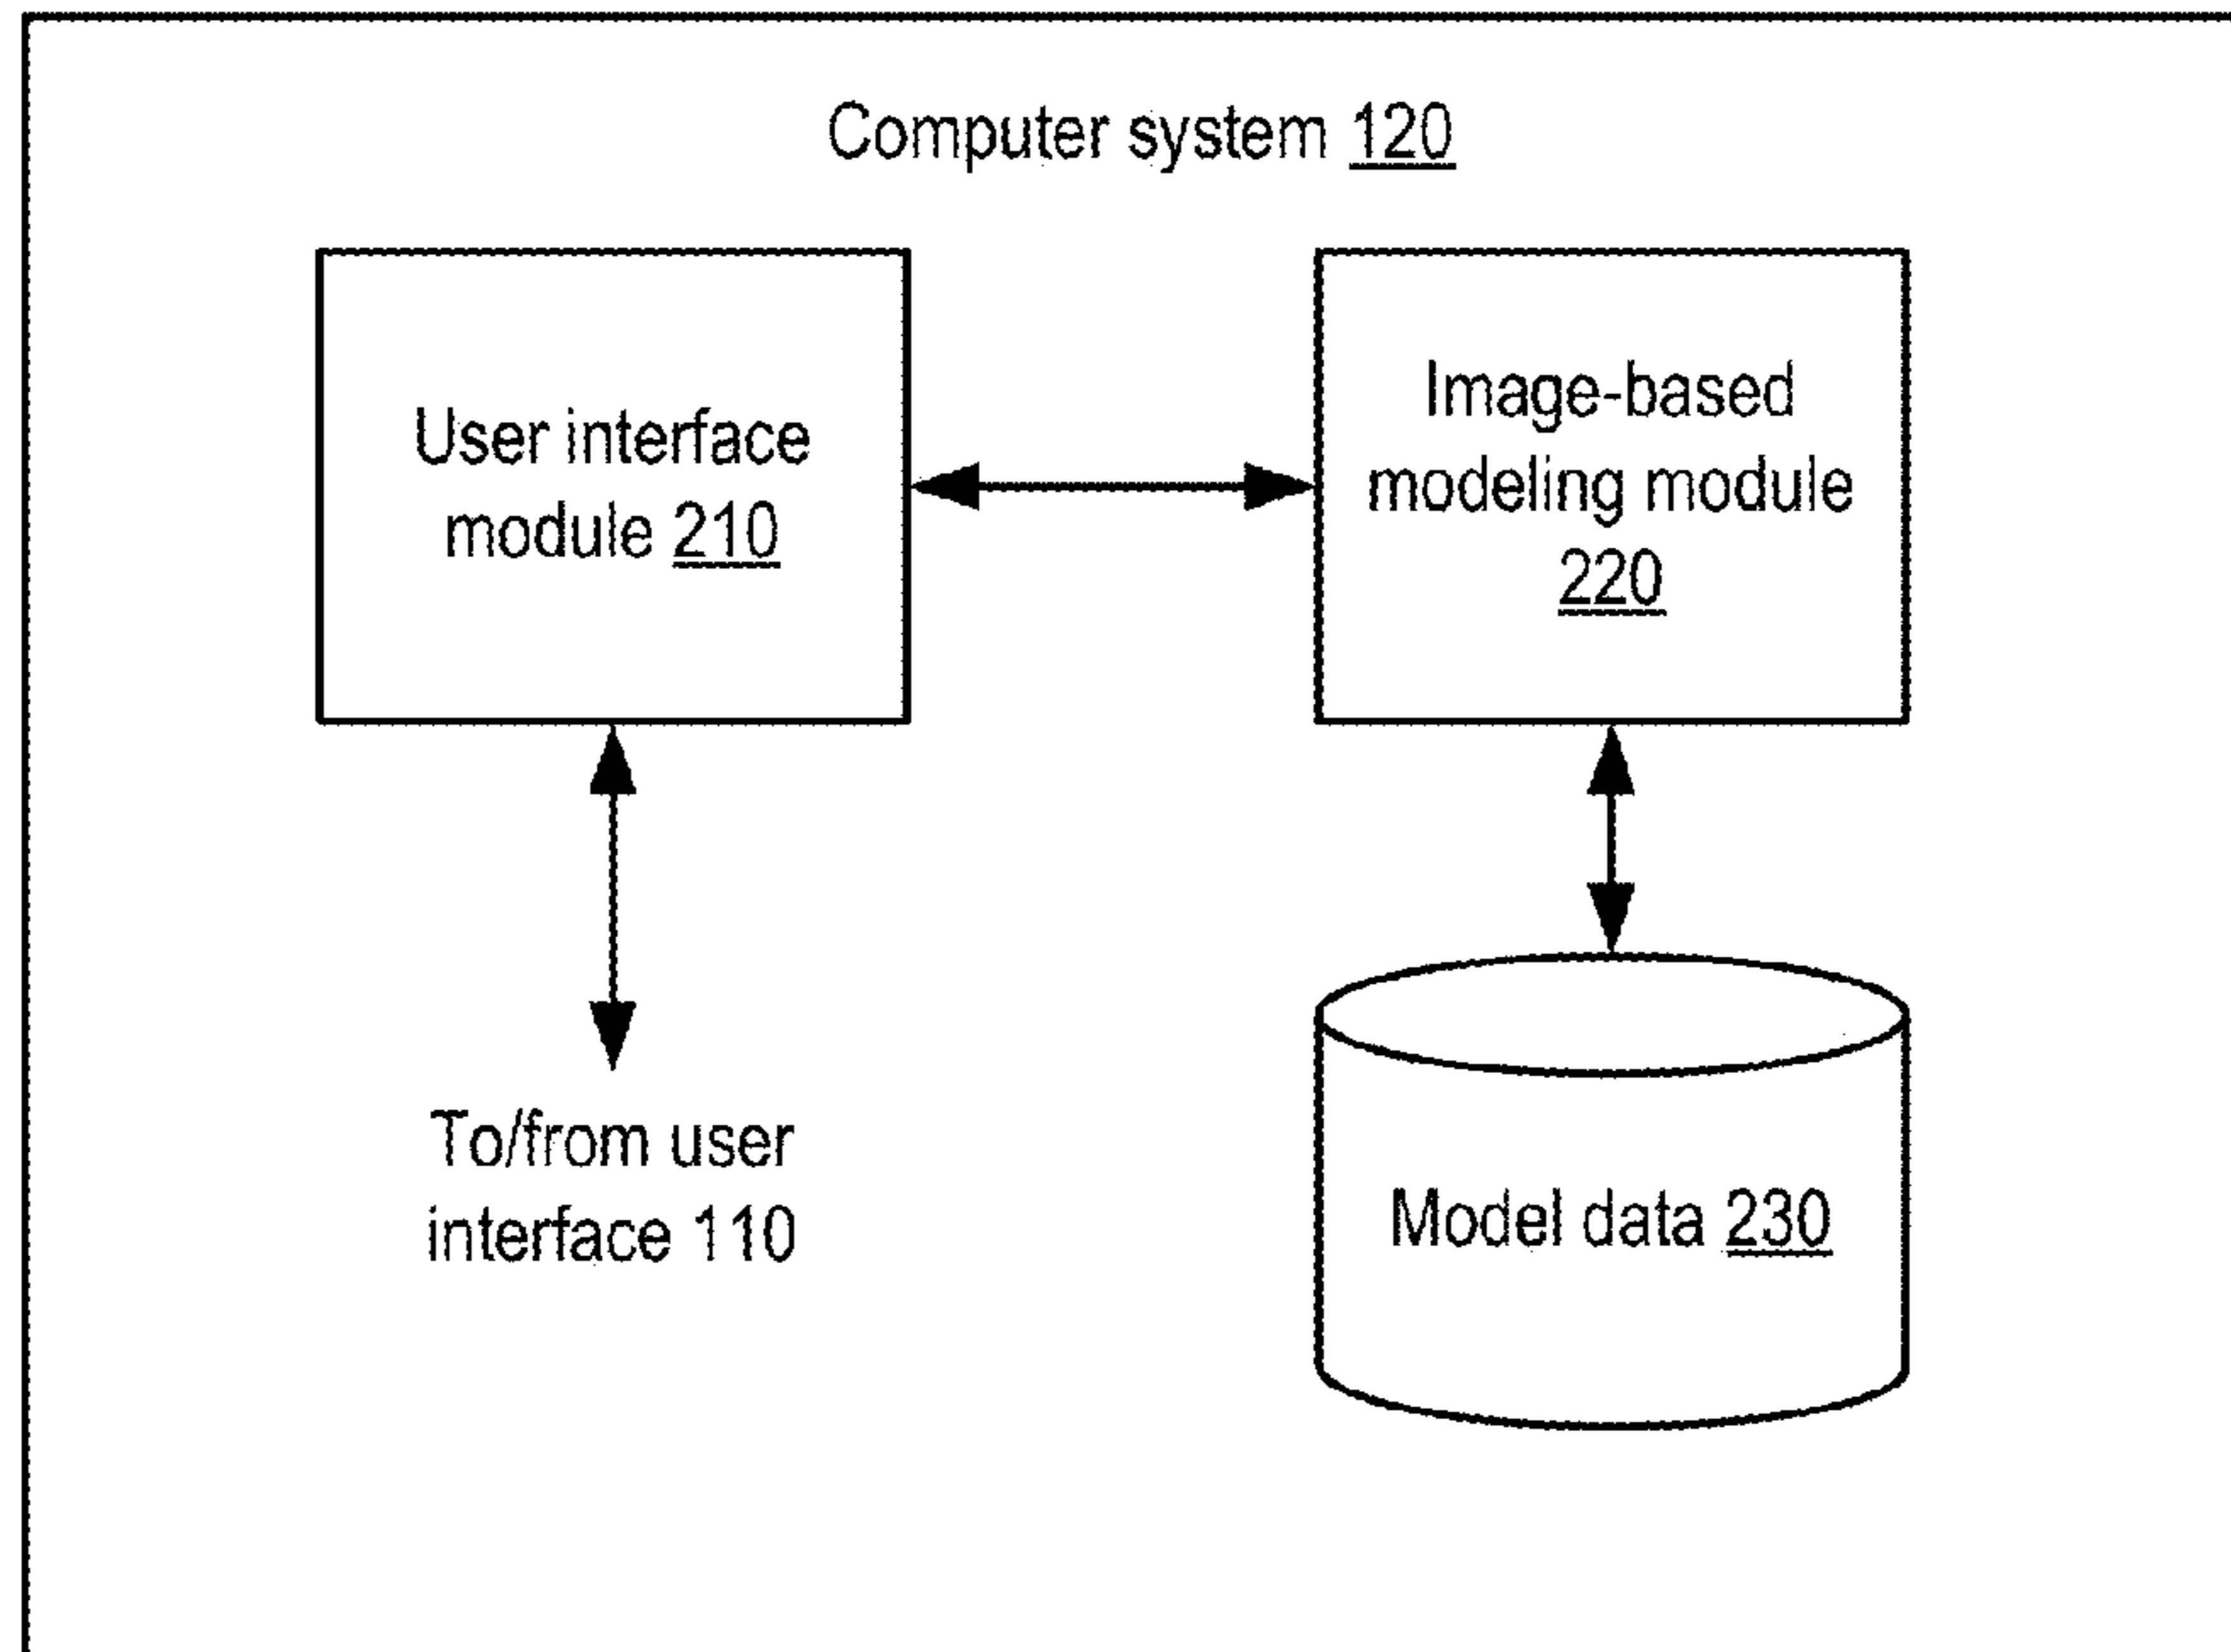 Computer system 120
User interface
module 210
Image-based
modeling module
220
To/from user
interface 110
Model data 230